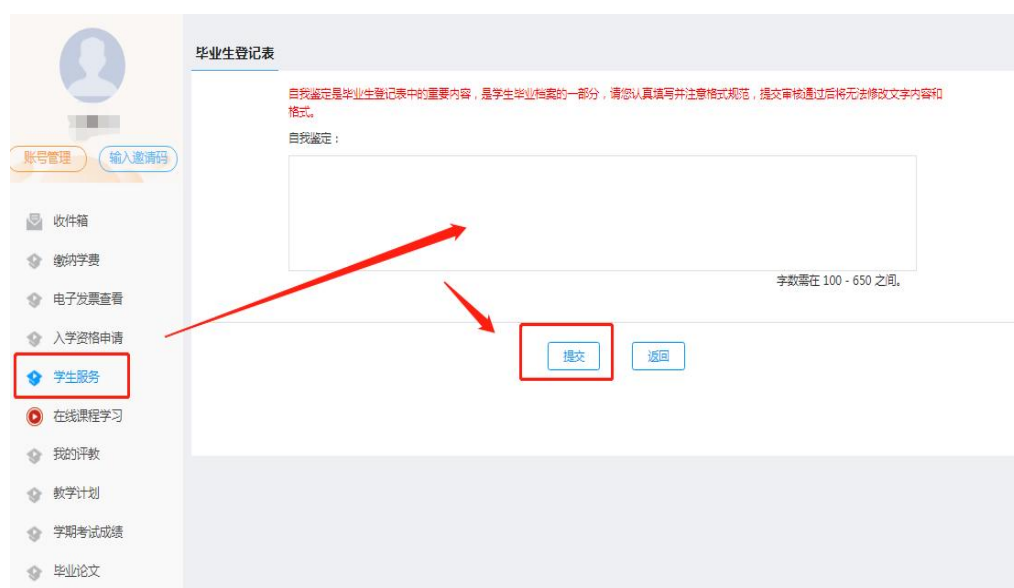 毕业生登记表
自我鉴定是毕业生登记表中的重要内容，是学生毕业档案的一部分，请您认真填写并注意格式规范，提交审核通过后将无法修改文字内容和
格式。
自我鉴定：
字数需在 100 - 650 之间。
提交
返回
账号管理
输入邀请码
收件箱
缴纳学费
电子发票查看
入学资格申请
学生服务
在线课程学习
我的评教
教学计划
学期考试成绩
毕业论文